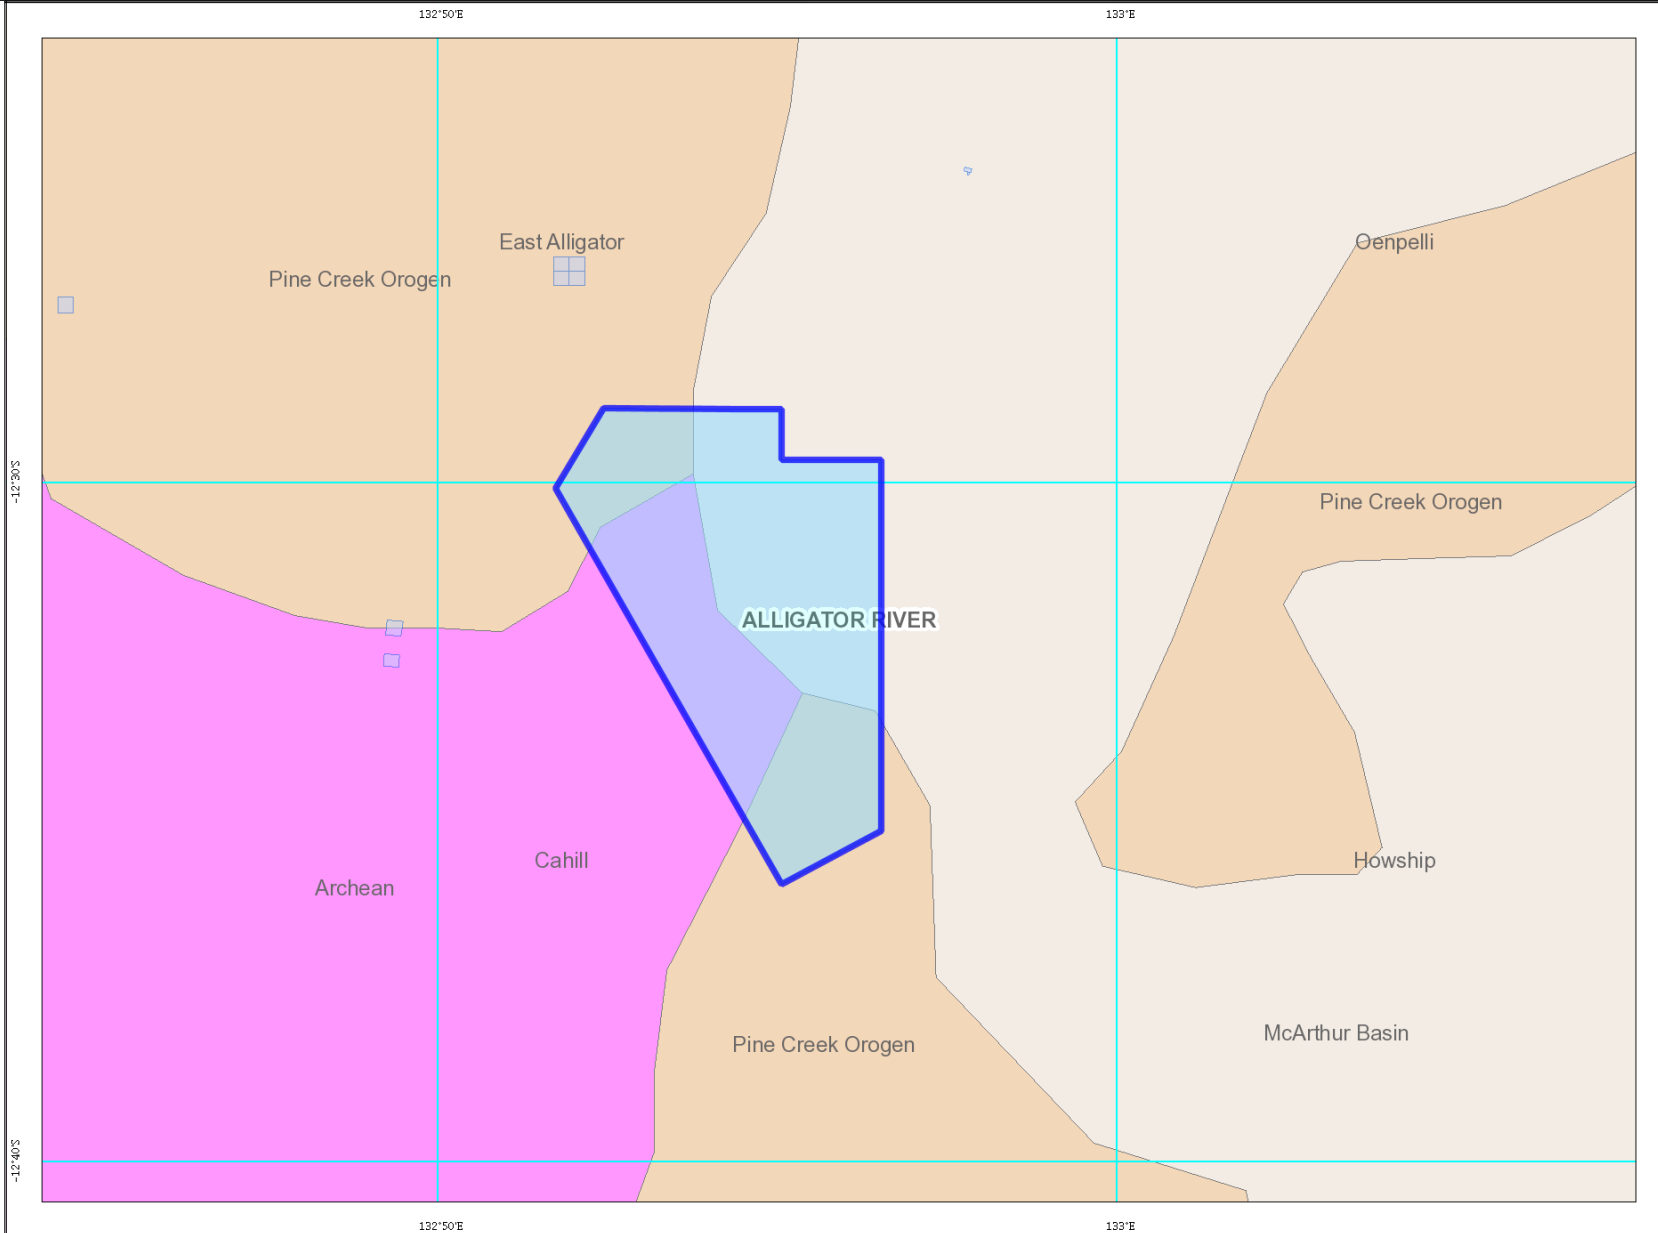 132°50'E
133°E
East Alligator
Oenpelli
Pine Creek Orogen
-12°30'S
Pine Creek Orogen
ALLIGATOR RIVER
Cahill
Howship
Archean
McArthur Basin
Pine Creek Orogen
-12°40'S
132°50'E
133°E